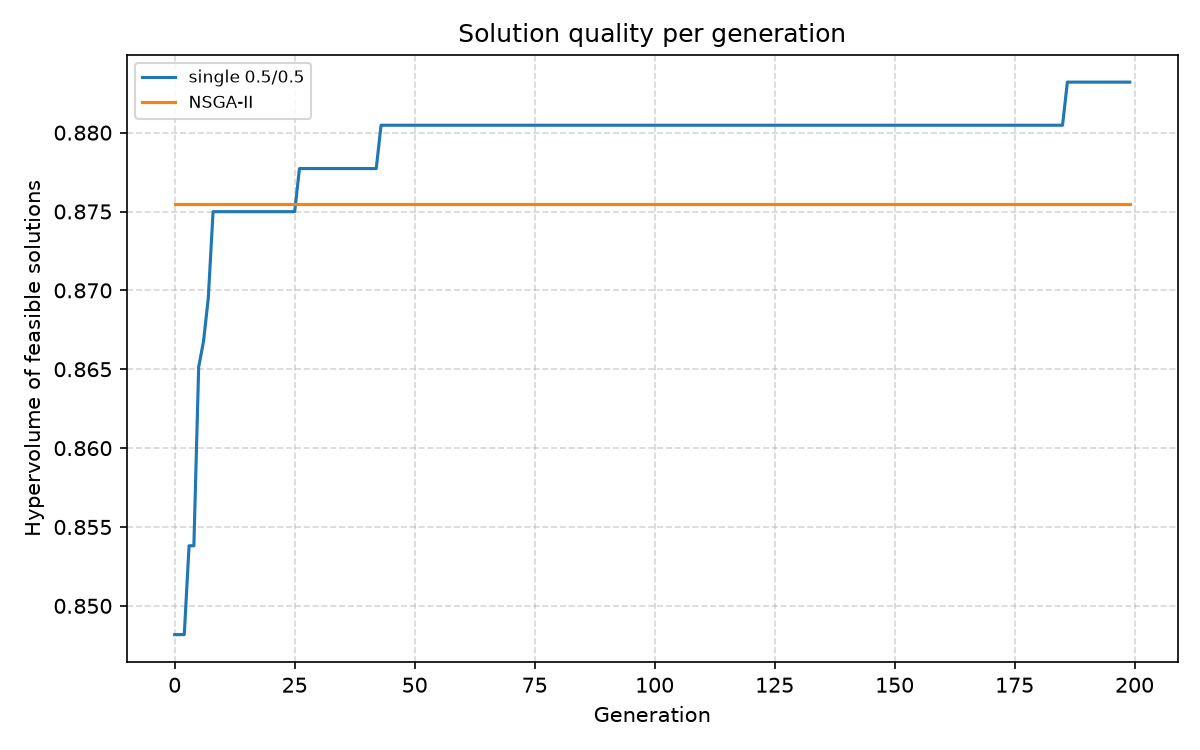 Solution quality per generation
single 0.5/0.5
NSGA-II
Hypervolume of feasible solutions
0.880
0.875
0.870
0.865
0.860
0.855
0.850
0 25 50 75 100 125 150 175 200
Generation